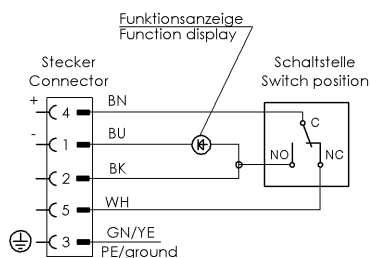 Funktionsanzeige
Function display
Stecker
Connector
Schaltstelle
Switch position
+
4
BN
C
-
1
BU
NO
NC
2
BK
5
WH
3
GN/YE
PE/ground